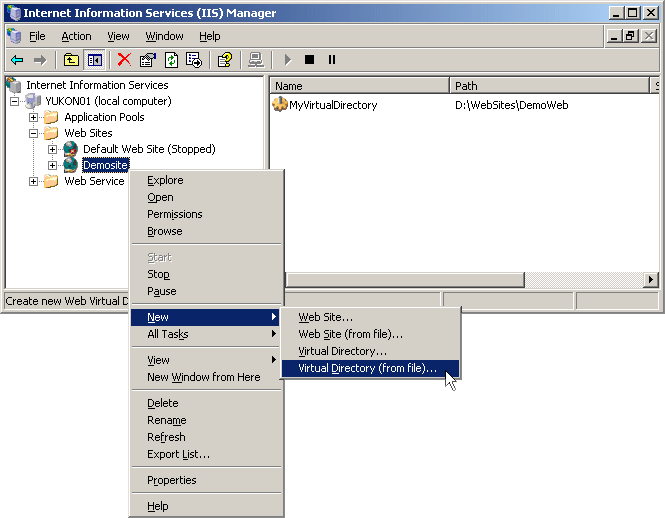 Internet Information Services (IIS) Manager
File Action View Window Help
Internet Information Services
YUKON01 (local computer)
Application Pools
Web Sites
Default Web Site (Stopped)
Demosite
Web Service
Name Path S
MyVirtualDirectory D:\WebSites\DemoWeb
Explore
Open
Permissions
Browse
Start
Stop
Pause
New
All Tasks
View
New Window from Here
Delete
Rename
Refresh
Export List...
Properties
Help
Web Site...
Web Site (from file)...
Virtual Directory...
Virtual Directory (from file)...
Create new Web Virtual D